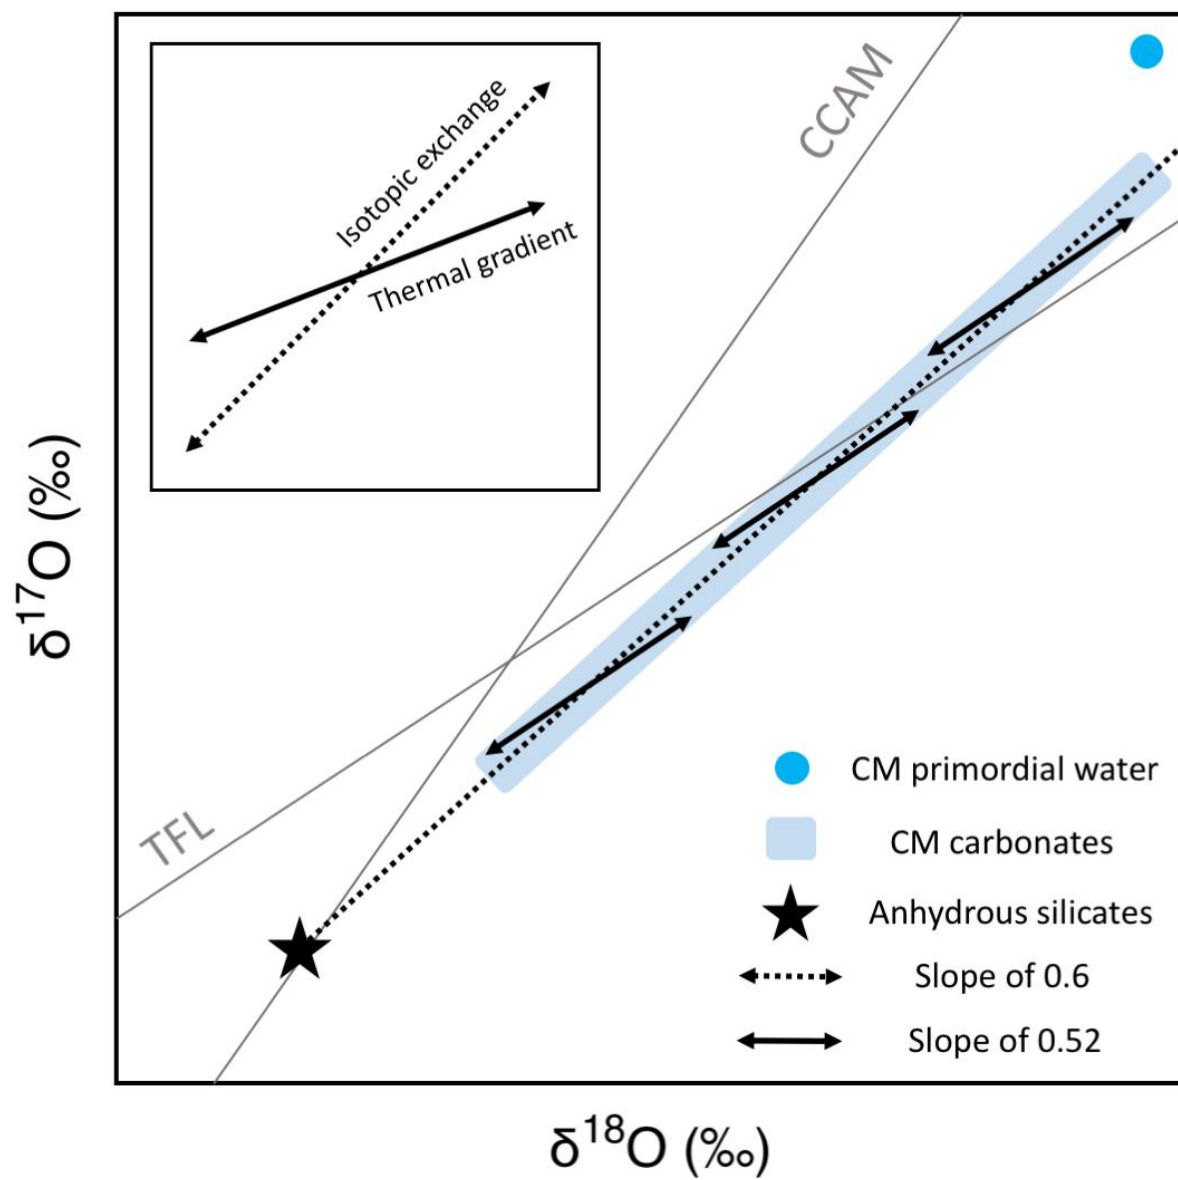 Isotopic exchange
Thermal gradient
CCAM
TFL
δ¹⁷O (‰)
CM primordial water
CM carbonates
Anhydrous silicates
Slope of 0.6
Slope of 0.52
δ¹⁸O (‰)